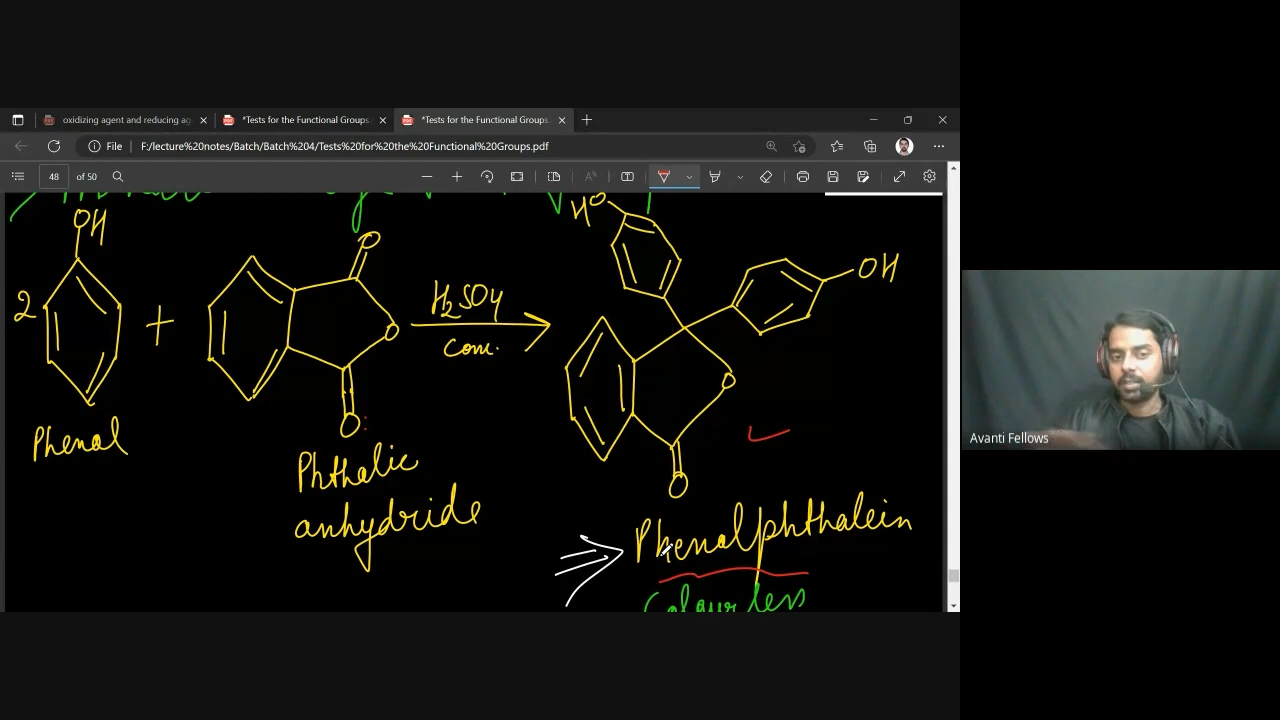 oxidizing agent and reducing ag
*Tests for the Functional Groups.
*Tests for the Functional Groups.
File
F:/lecture%20notes/Batch/Batch%204/Tests%20for%20the%20Functional%20Groups.pdf
48 of 50
OH
2
+
Phenol
O
O
O
Phthalic
anhydride
H2SO4
Conc.
HO
OH
O
O
Phenolphthalein
Colourless
Avanti Fellows